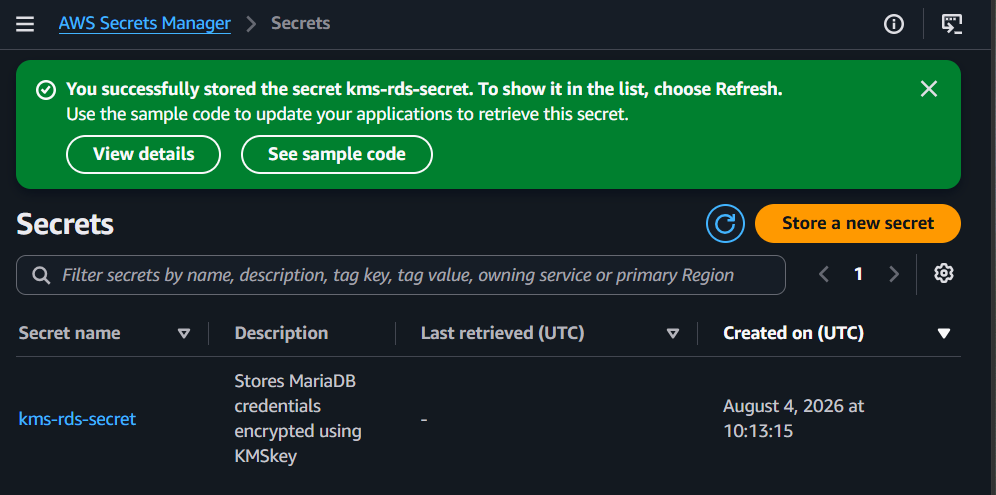 AWS Secrets Manager > Secrets
You successfully stored the secret kms-rds-secret. To show it in the list, choose Refresh.
Use the sample code to update your applications to retrieve this secret.
View details See sample code
Secrets
Store a new secret
Filter secrets by name, description, tag key, tag value, owning service or primary Region
1
Secret name Description Last retrieved (UTC) Created on (UTC)
Stores MariaDB
credentials
encrypted using
KMSkey
kms-rds-secret
-
August 4, 2026 at
10:13:15